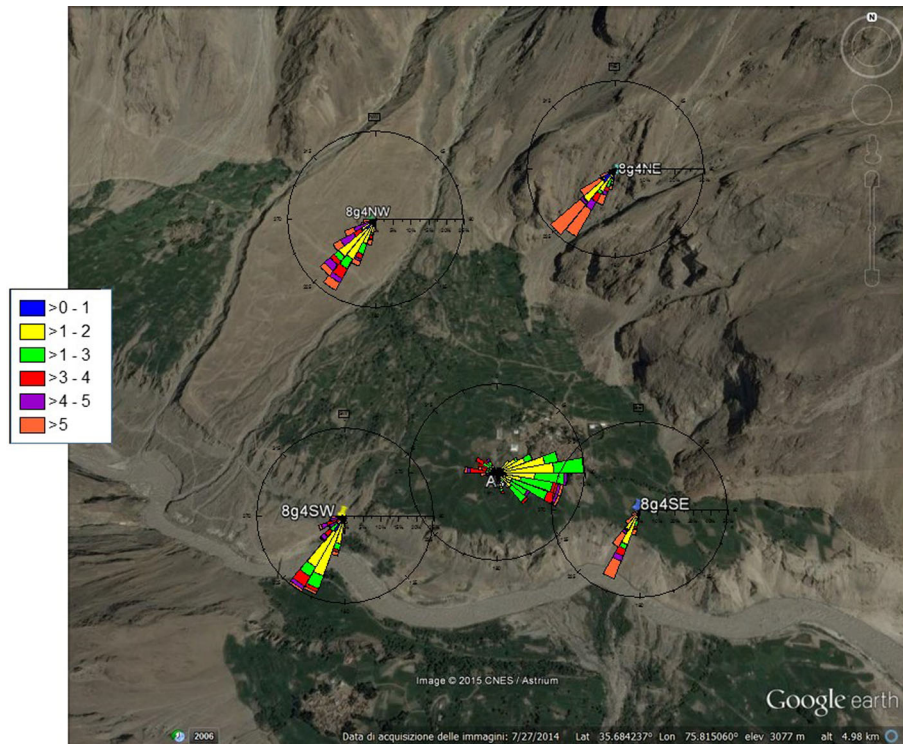 N
8g4NE
8g4NW
>0 - 1
>1 - 2
>1 - 3
>3 - 4
>4 - 5
>5
A
8g4SW
8g4SE
Image © 2015 CNES / Astrium
Google earth
2006
Data di acquisizione delle immagini: 7/27/2014 Lat 35.684237° Lon 75.815060° elev 3077 m alt 4.98 km